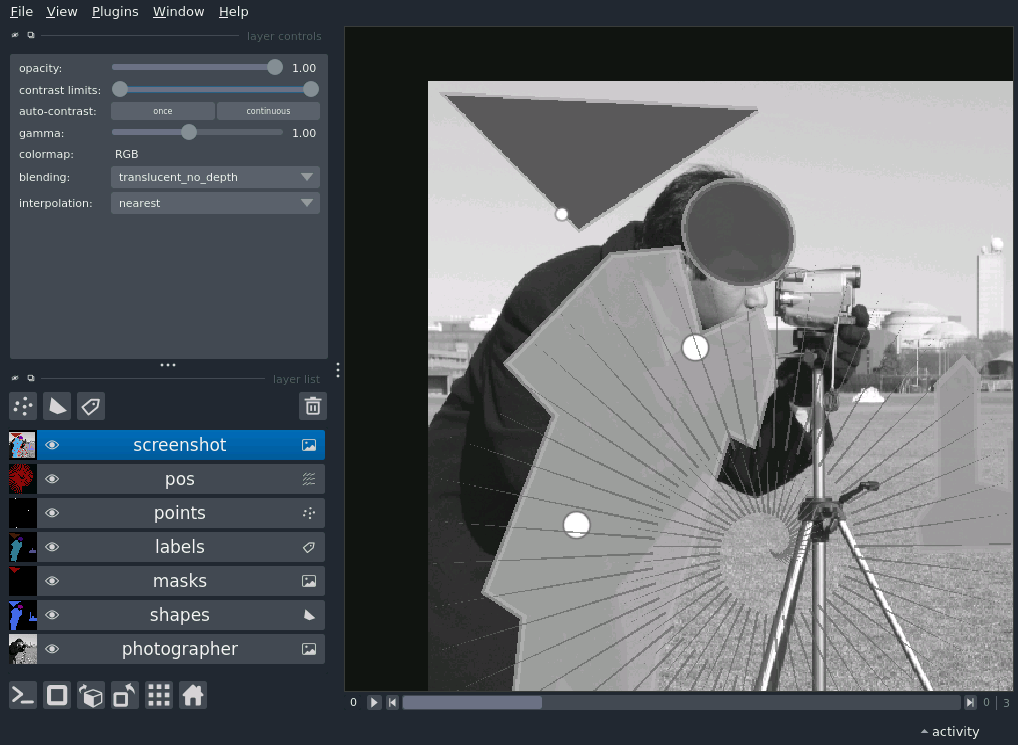 File View Plugins Window Help
layer controls
opacity: 1.00
contrast limits:
auto-contrast: once continuous
gamma: 1.00
colormap: RGB
blending: translucent_no_depth
interpolation: nearest
layer list
screenshot
pos
points
labels
masks
shapes
photographer
0 0 | 3
activity